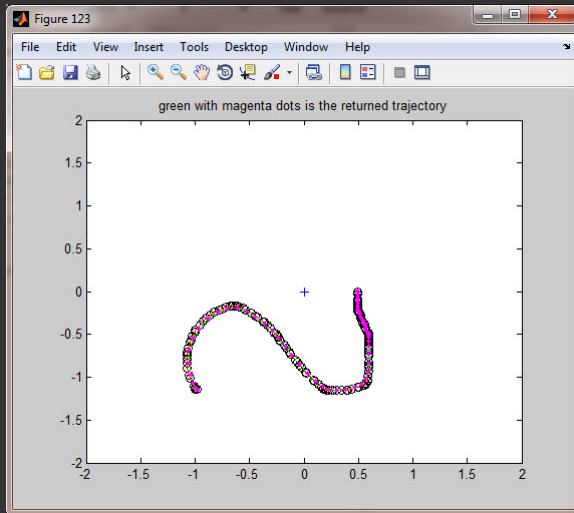 Figure 123
File Edit View Insert Tools Desktop Window Help
green with magenta dots is the returned trajectory
2
1.5
1
0.5
0
-0.5
-1
-1.5
-2
-2 -1.5 -1 -0.5 0 0.5 1 1.5 2